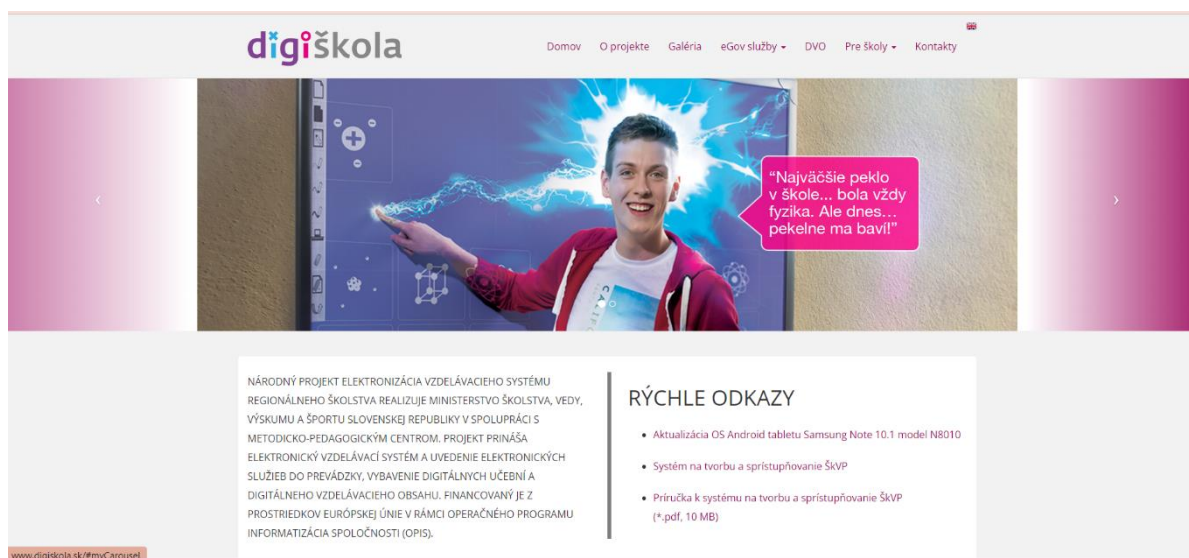 digiškola
Domov O projekte Galéria eGov služby DVO Pre školy Kontakty
“Najväčšie peklo
v škole... bola vždy
fyzika. Ale dnes...
pekelne ma baví!”
NÁRODNÝ PROJEKT ELEKTRONIZÁCIA VZDELÁVACIEHO SYSTÉMU
REGIONÁLNEHO ŠKOLSTVA REALIZUJE MINISTERSTVO ŠKOLSTVA, VEDY,
VÝSKUMU A ŠPORTU SLOVENSKEJ REPUBLIKY V SPOLUPRÁCI S
METODICKO-PEDAGOGICKÝM CENTROM. PROJEKT PRINÁŠA
ELEKTRONICKÝ VZDELÁVACÍ SYSTÉM A UVEDENIE ELEKTRONICKÝCH
SLUŽIEB DO PREVÁDZKY, VYBAVENIE DIGITÁLNYCH UČEBNÍ A
DIGITÁLNEHO VZDELÁVACIEHO OBSAHU. FINANCOVANÝ JE Z
PROSTRIEDKOV EURÓPSKEJ ÚNIE V RÁMCI OPERAČNÉHO PROGRAMU
INFORMATIZÁCIA SPOLOČNOSTI (OPIS).
RÝCHLE ODKAZY
Aktualizácia OS Android tabletu Samsung Note 10.1 model N8010
Systém na tvorbu a sprístupňovanie ŠkVP
Príručka k systému na tvorbu a sprístupňovanie ŠkVP
(*.pdf, 10 MB)
www.digiskola.sk/#myCarousel